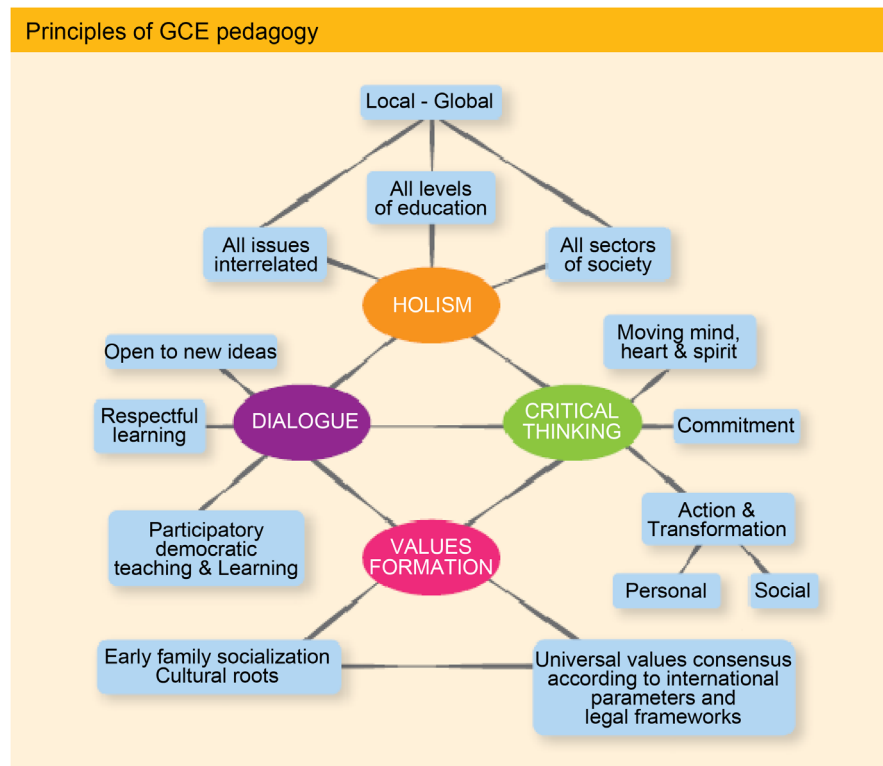 Principles of GCE pedagogy
Local - Global
All levels
of education
All issues
interrelated
All sectors
of society
HOLISM
Moving mind,
heart & spirit
Open to new ideas
Respectful
learning
DIALOGUE
CRITICAL
THINKING
Commitment
Participatory
democratic
teaching & Learning
Action &
Transformation
VALUES
FORMATION
Personal
Social
Early family socialization
Cultural roots
Universal values consensus
according to international
parameters and
legal frameworks